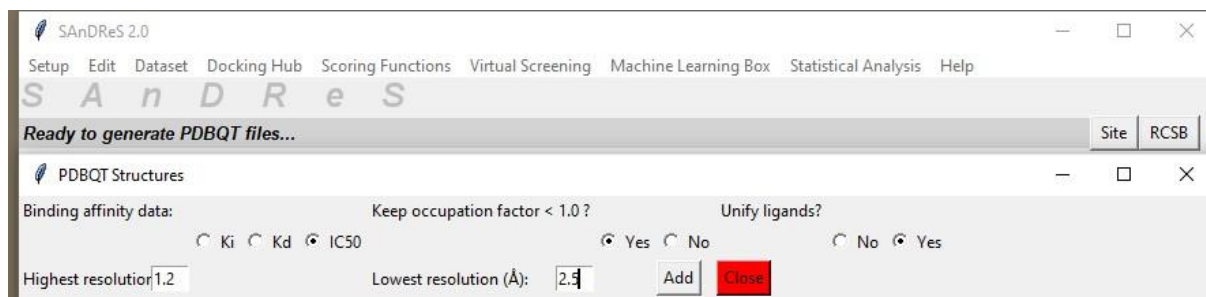 SAnDReS 2.0
Setup Edit Dataset Docking Hub Scoring Functions Virtual Screening Machine Learning Box Statistical Analysis Help
S A n D R e S
Ready to generate PDBQT files... Site RCSB
PDBQT Structures
Binding affinity data: Keep occupation factor < 1.0 ? Unify ligands?
Ki Kd IC50 Yes No No Yes
Highest resolution 1.2 Lowest resolution (Å): 2.5 Add Close